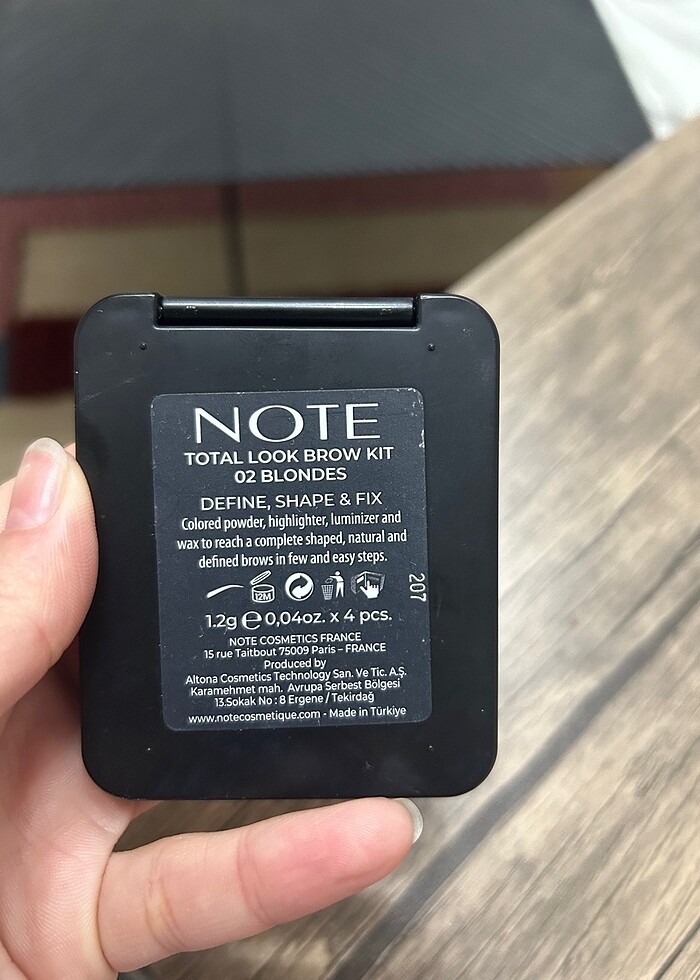 NOTE
TOTAL LOOK BROW KIT
02 BLONDES
DEFINE, SHAPE & FIX
Colored powder, highlighter, luminizer and
wax to reach a complete shaped, natural and
defined brows in few and easy steps.
12M
207
1.2g ℮ 0,04oz. x 4 pcs.
NOTE COSMETICS FRANCE
15 rue Taitbout 75009 Paris – FRANCE
Produced by
Altona Cosmetics Technology San. Ve Tic. A.Ş.
Karamehmet mah. Avrupa Serbest Bölgesi
13.Sokak No : 8 Ergene / Tekirdağ
www.notecosmetique.com - Made in Türkiye